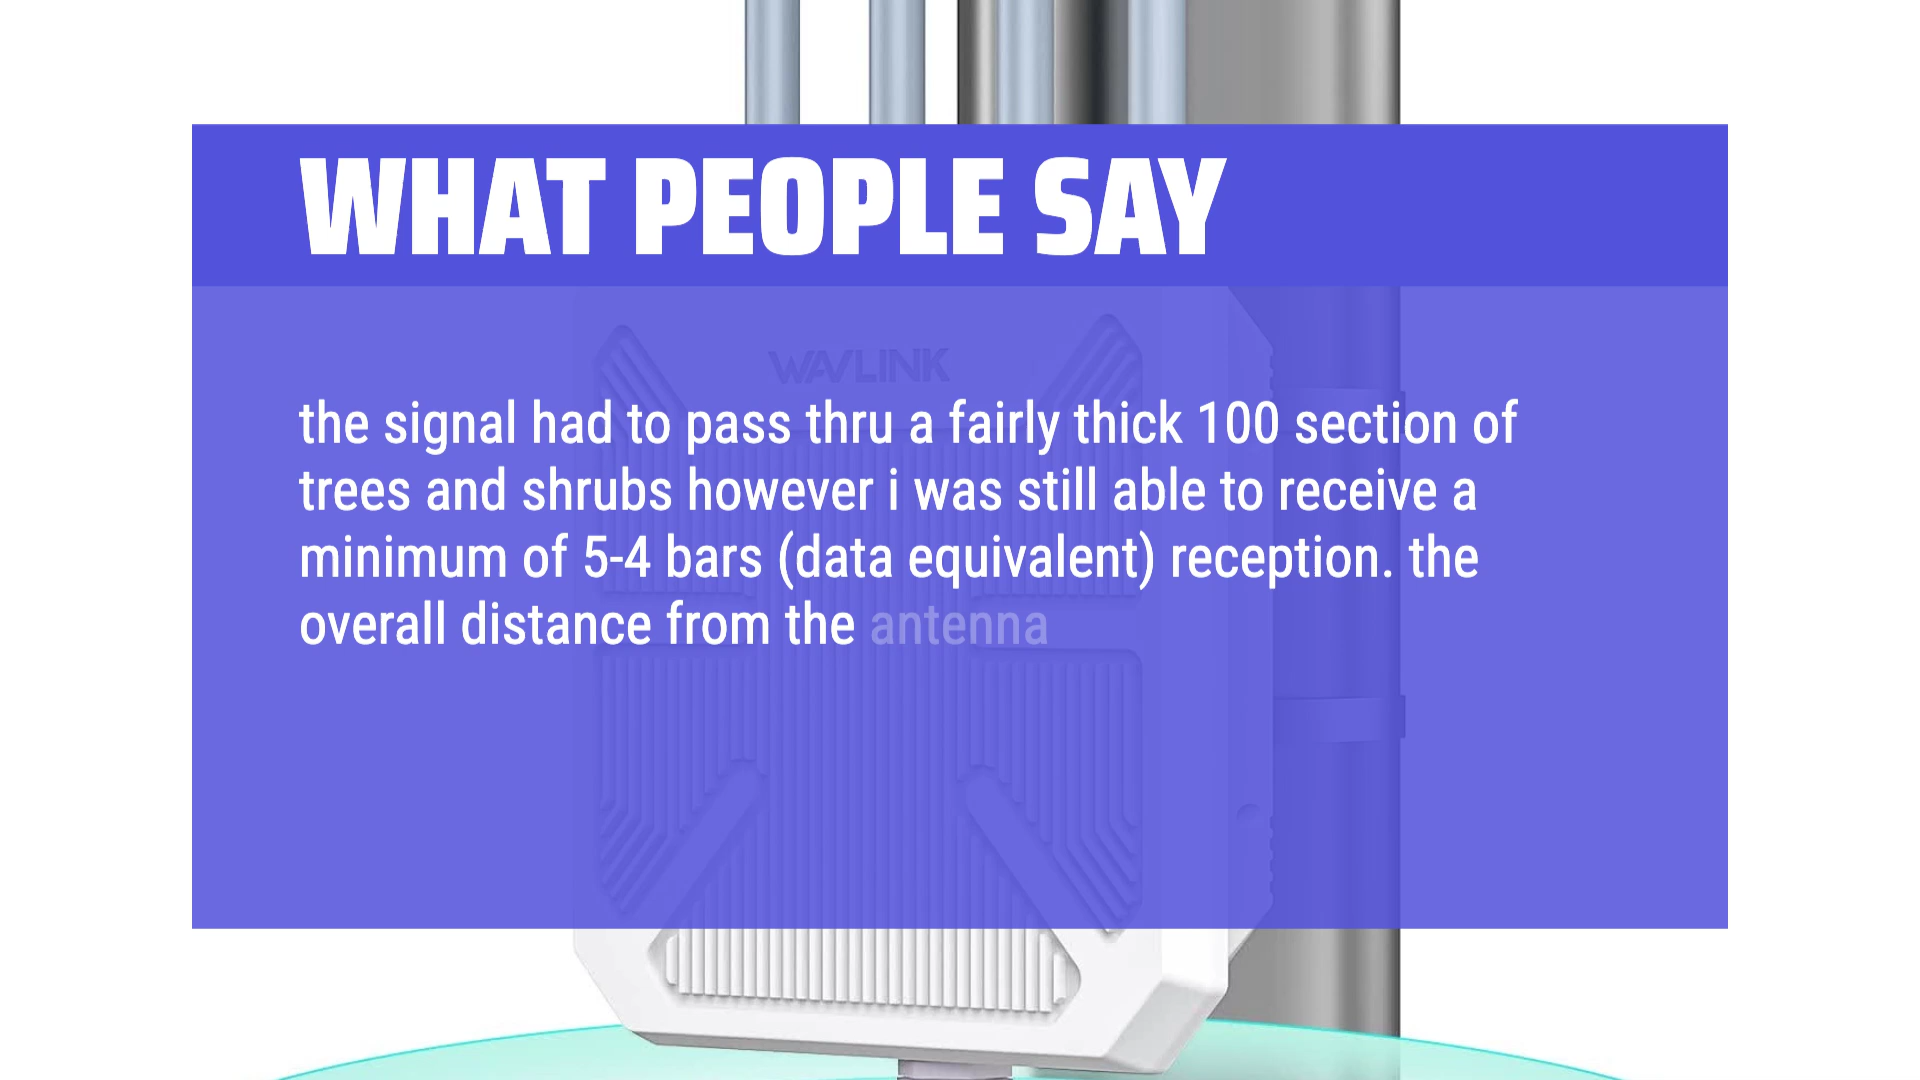 WHAT PEOPLE SAY
WAVLINK
the signal had to pass thru a fairly thick 100 section of
trees and shrubs however i was still able to receive a
minimum of 5-4 bars (data equivalent) reception. the
overall distance from the antenna